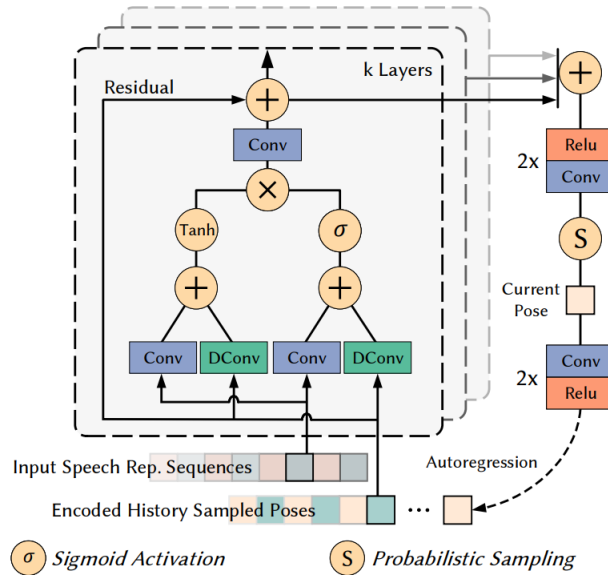 k Layers
Residual
+
+
Conv
Relu
2x
Conv
×
Tanh
σ
S
+
+
Current
Pose
Conv
DConv
Conv
DConv
Conv
2x
Relu
Input Speech Rep. Sequences
Autoregression
Encoded History Sampled Poses
...
σ Sigmoid Activation
S Probabilistic Sampling